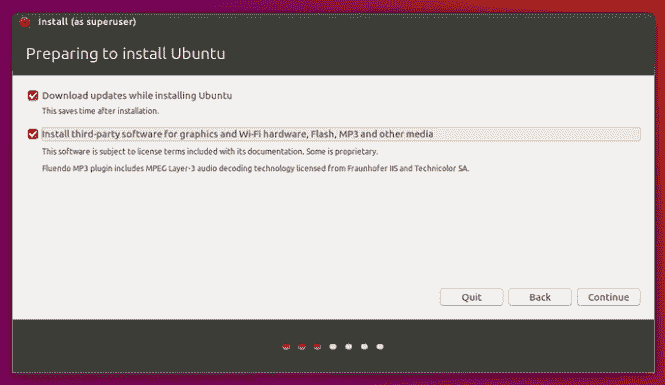 Install (as superuser)
Preparing to install Ubuntu
Download updates while installing Ubuntu
This saves time after installation.
Install third-party software for graphics and Wi-Fi hardware, Flash, MP3 and other media
This software is subject to license terms included with its documentation. Some is proprietary.
Fluendo MP3 plugin includes MPEG Layer-3 audio decoding technology licensed from Fraunhofer IIS and Technicolor SA.
Quit Back Continue